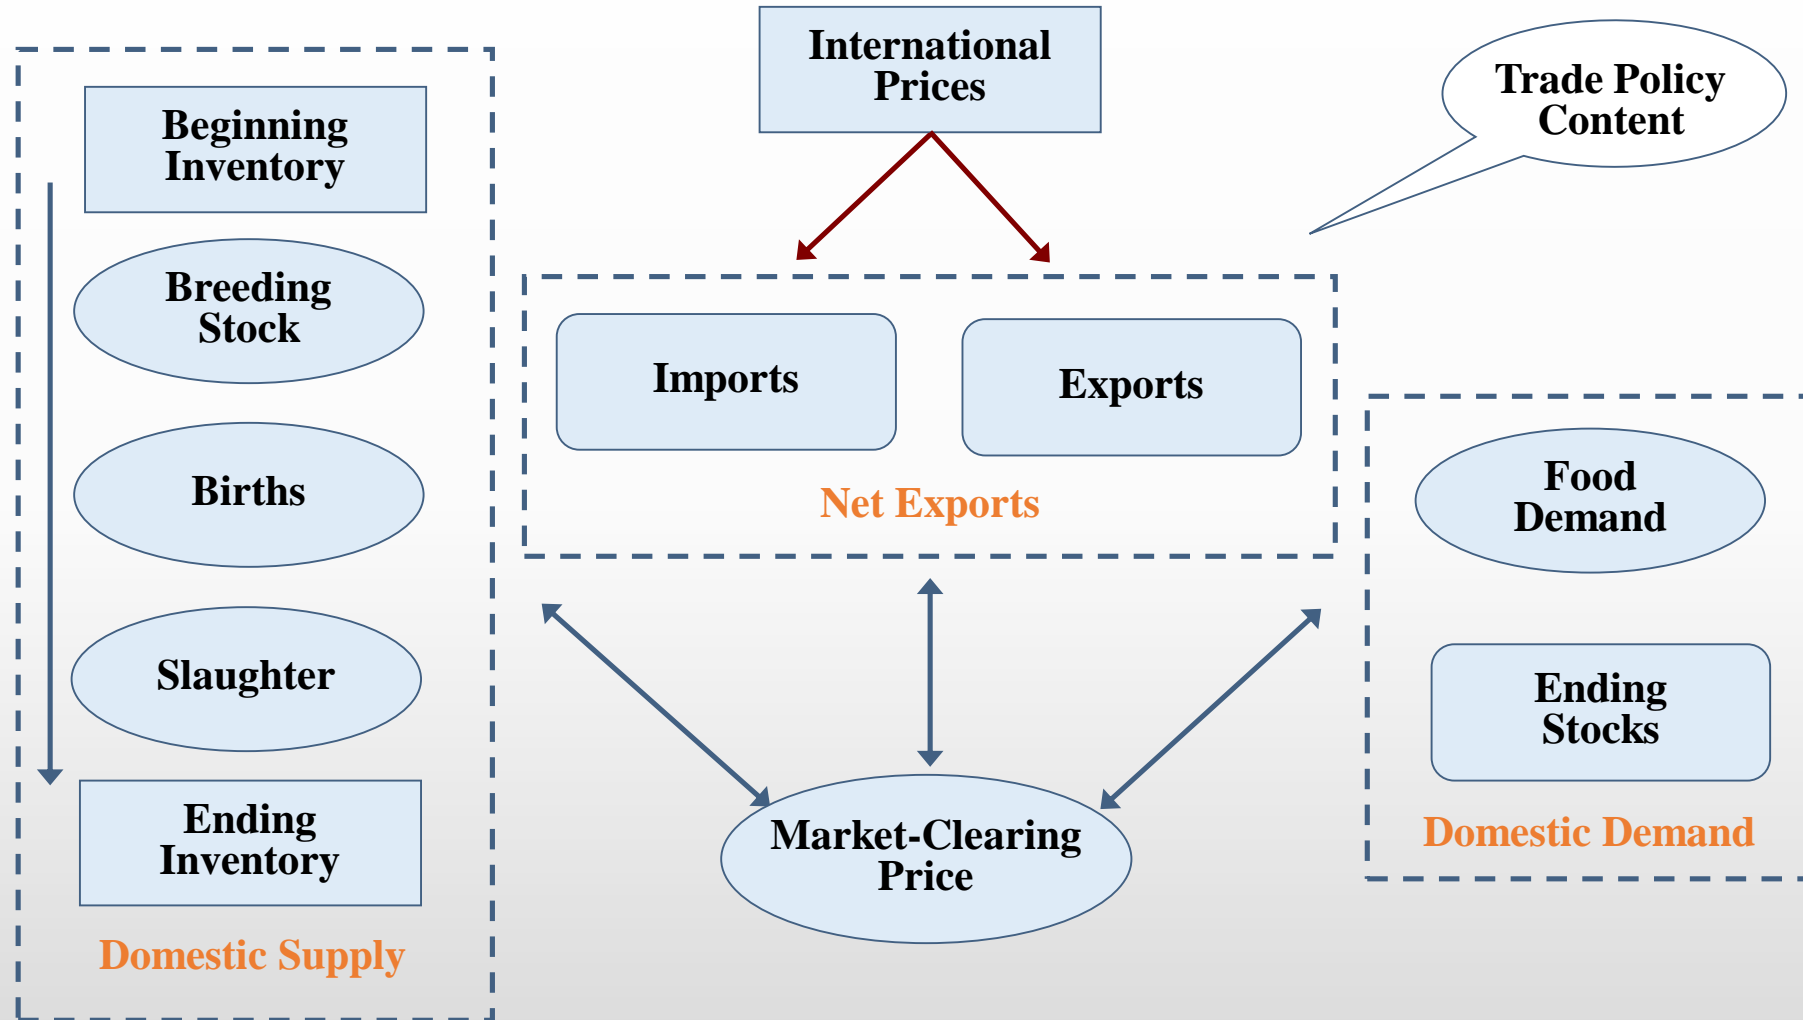 International
Prices
Trade Policy
Content
Beginning
Inventory
Breeding
Stock
Births
Slaughter
Ending
Inventory
Domestic Supply
Imports
Exports
Net Exports
Market-Clearing
Price
Food
Demand
Ending
Stocks
Domestic Demand